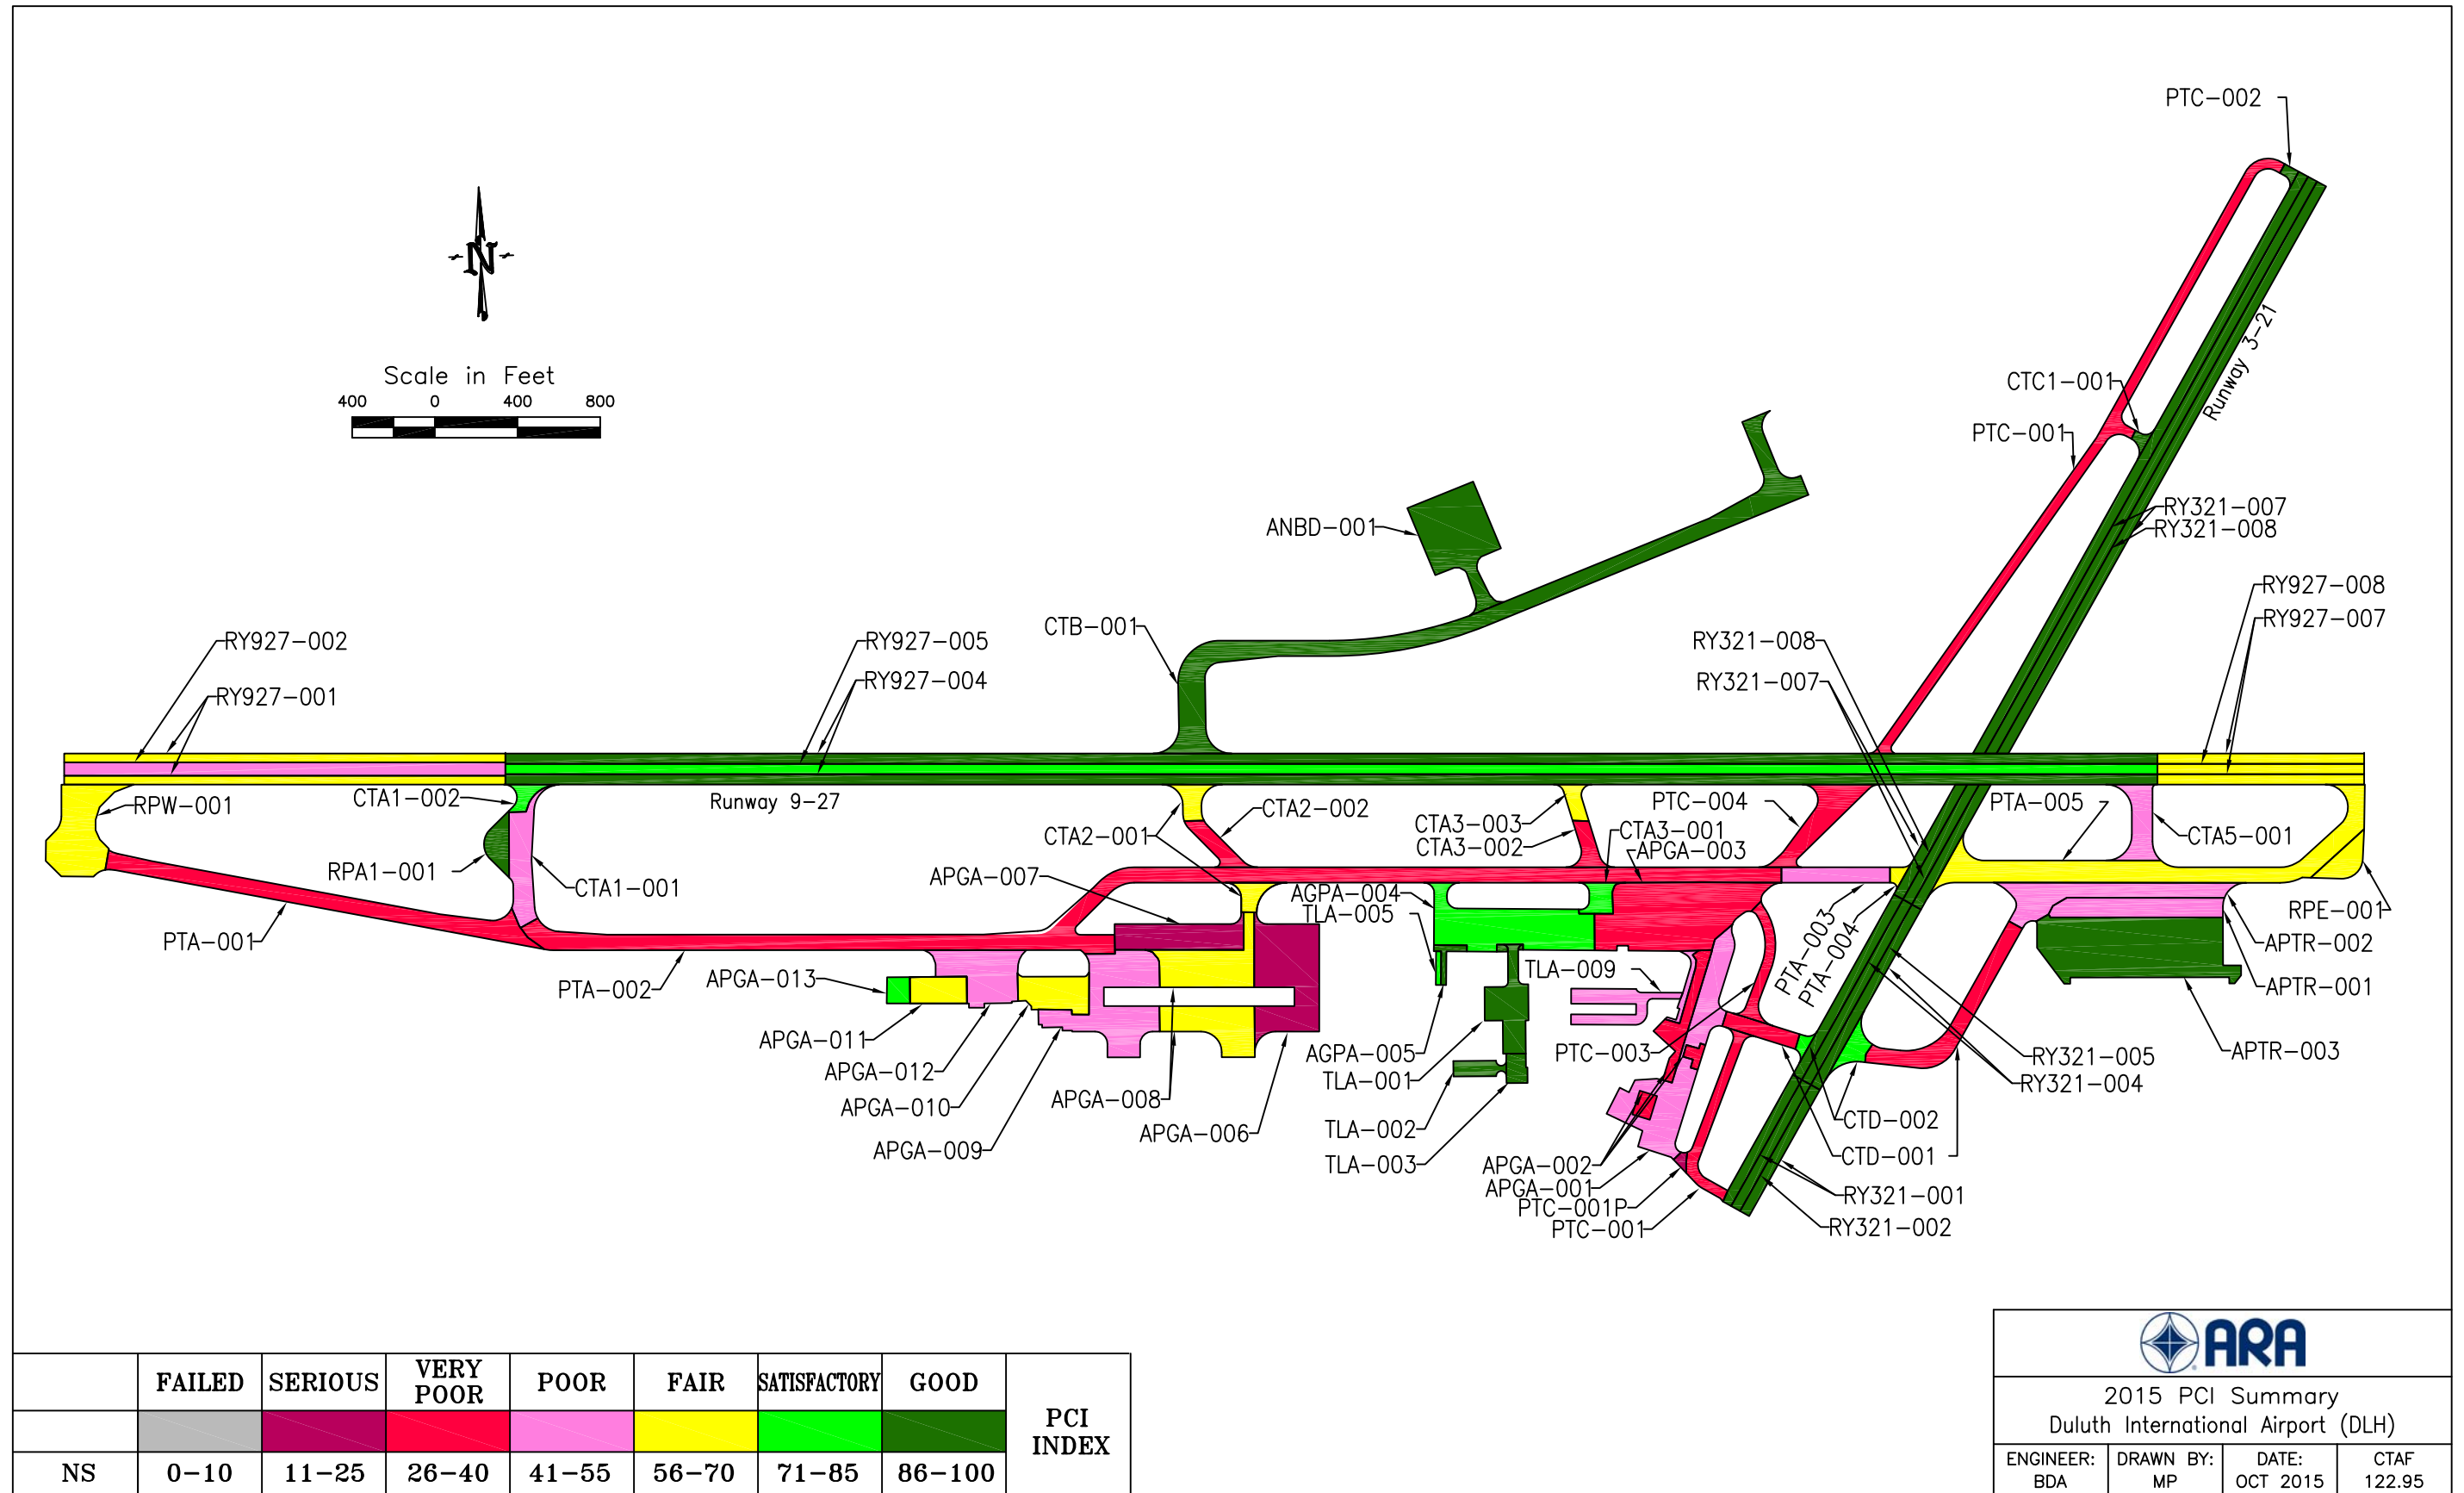 PTC-002
N
Scale in Feet
400 0 400 800
CTC1-001
Runway 3-21
PTC-001
RY321-007
RY321-008
ANBD-001
RY927-008
RY927-007
CTB-001
RY927-002
RY927-005
RY321-008
RY927-001
RY927-004
RY321-007
RPW-001
CTA1-002
Runway 9-27
CTA2-002
PTC-004
PTA-005
CTA2-001
CTA3-003
CTA3-001
CTA5-001
CTA3-002
APGA-003
RPA1-001
CTA1-001
APGA-007
AGPA-004
TLA-005
RPE-001
PTA-001
PTA-003
PTA-004
APTR-002
PTA-002
APGA-013
TLA-009
APTR-001
APGA-011
AGPA-005
PTC-003
RY321-005
APTR-003
APGA-012
TLA-001
RY321-004
APGA-010
APGA-008
CTD-002
APGA-009
APGA-006
TLA-002
TLA-003
APGA-002
CTD-001
APGA-001
RY321-001
PTC-001P
PTC-001
RY321-002
FAILED SERIOUS VERY POOR POOR FAIR SATISFACTORY GOOD
PCI INDEX
NS 0-10 11-25 26-40 41-55 56-70 71-85 86-100
ARA
2015 PCI Summary
Duluth International Airport (DLH)
ENGINEER: DRAWN BY: DATE: CTAF
BDA MP OCT 2015 122.95